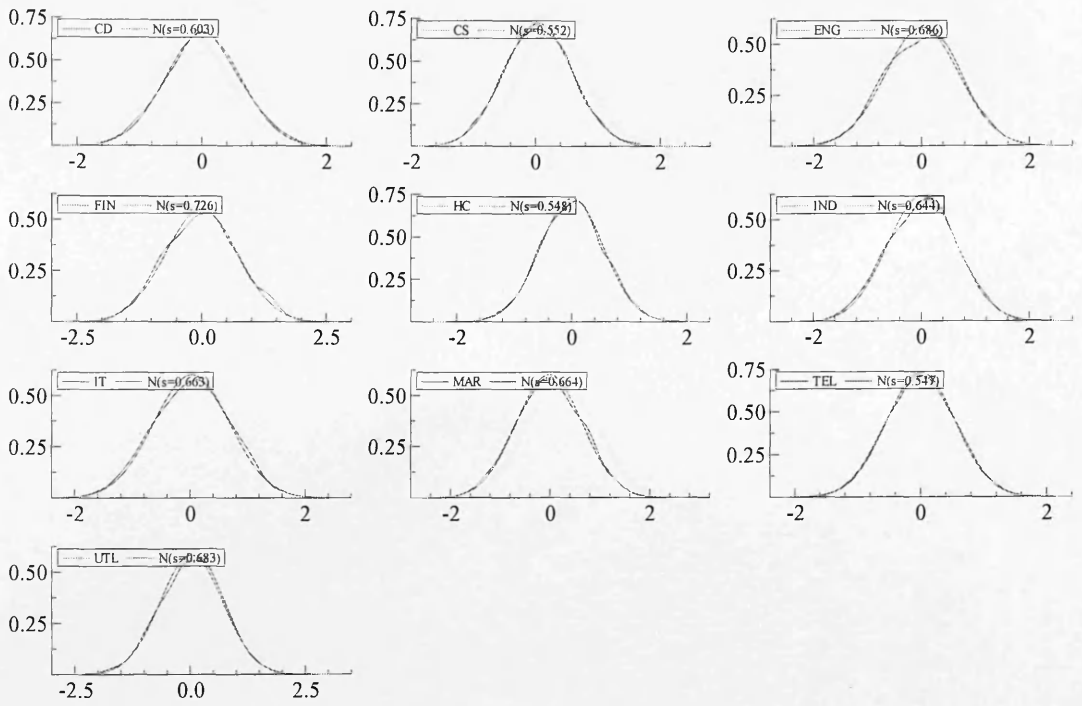 0.75 CD N(s=0.603)
0.50
0.25
-2 0 2
0.75 CS N(s=0.552)
0.50
0.25
-2 0 2
ENG N(s=0.686)
0.50
0.25
-2 0 2
FIN N(s=0.726)
0.50
0.25
-2.5 0.0 2.5
0.75 HC N(s=0.548)
0.50
0.25
-2 0 2
IND N(s=0.644)
0.50
0.25
-2 0 2
IT N(s=0.663)
0.50
0.25
-2 0 2
MAR N(s=0.664)
0.50
0.25
-2 0 2
0.75 TEL N(s=0.547)
0.50
0.25
-2 0 2
UTL N(s=0.683)
0.50
0.25
-2.5 0.0 2.5